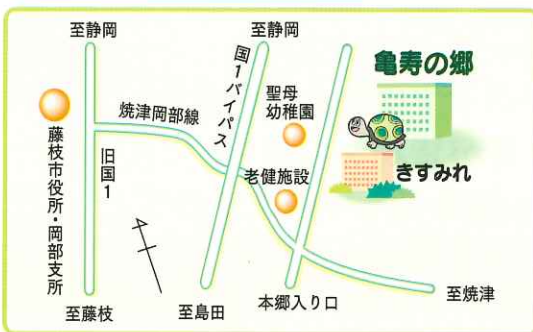 至静岡
至静岡
国1バイパス
亀寿の郷
聖母
幼稚園
焼津岡部線
きすみれ
老健施設
旧国1
藤枝市役所・岡部支所
至焼津
本郷入り口
至島田
至藤枝